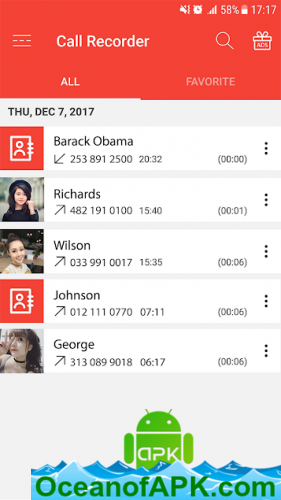 58% 17:17
Call Recorder
ADS
ALL FAVORITE
THU, DEC 7, 2017
Barack Obama
253 891 2500 20:32 (00:00)
Richards
482 191 0100 15:40 (00:01)
Wilson
033 991 0017 15:35 (00:06)
Johnson
012 111 0770 07:11 (00:06)
George
313 089 9018 06:17 (00:06)
APK
OceanofAPK.com